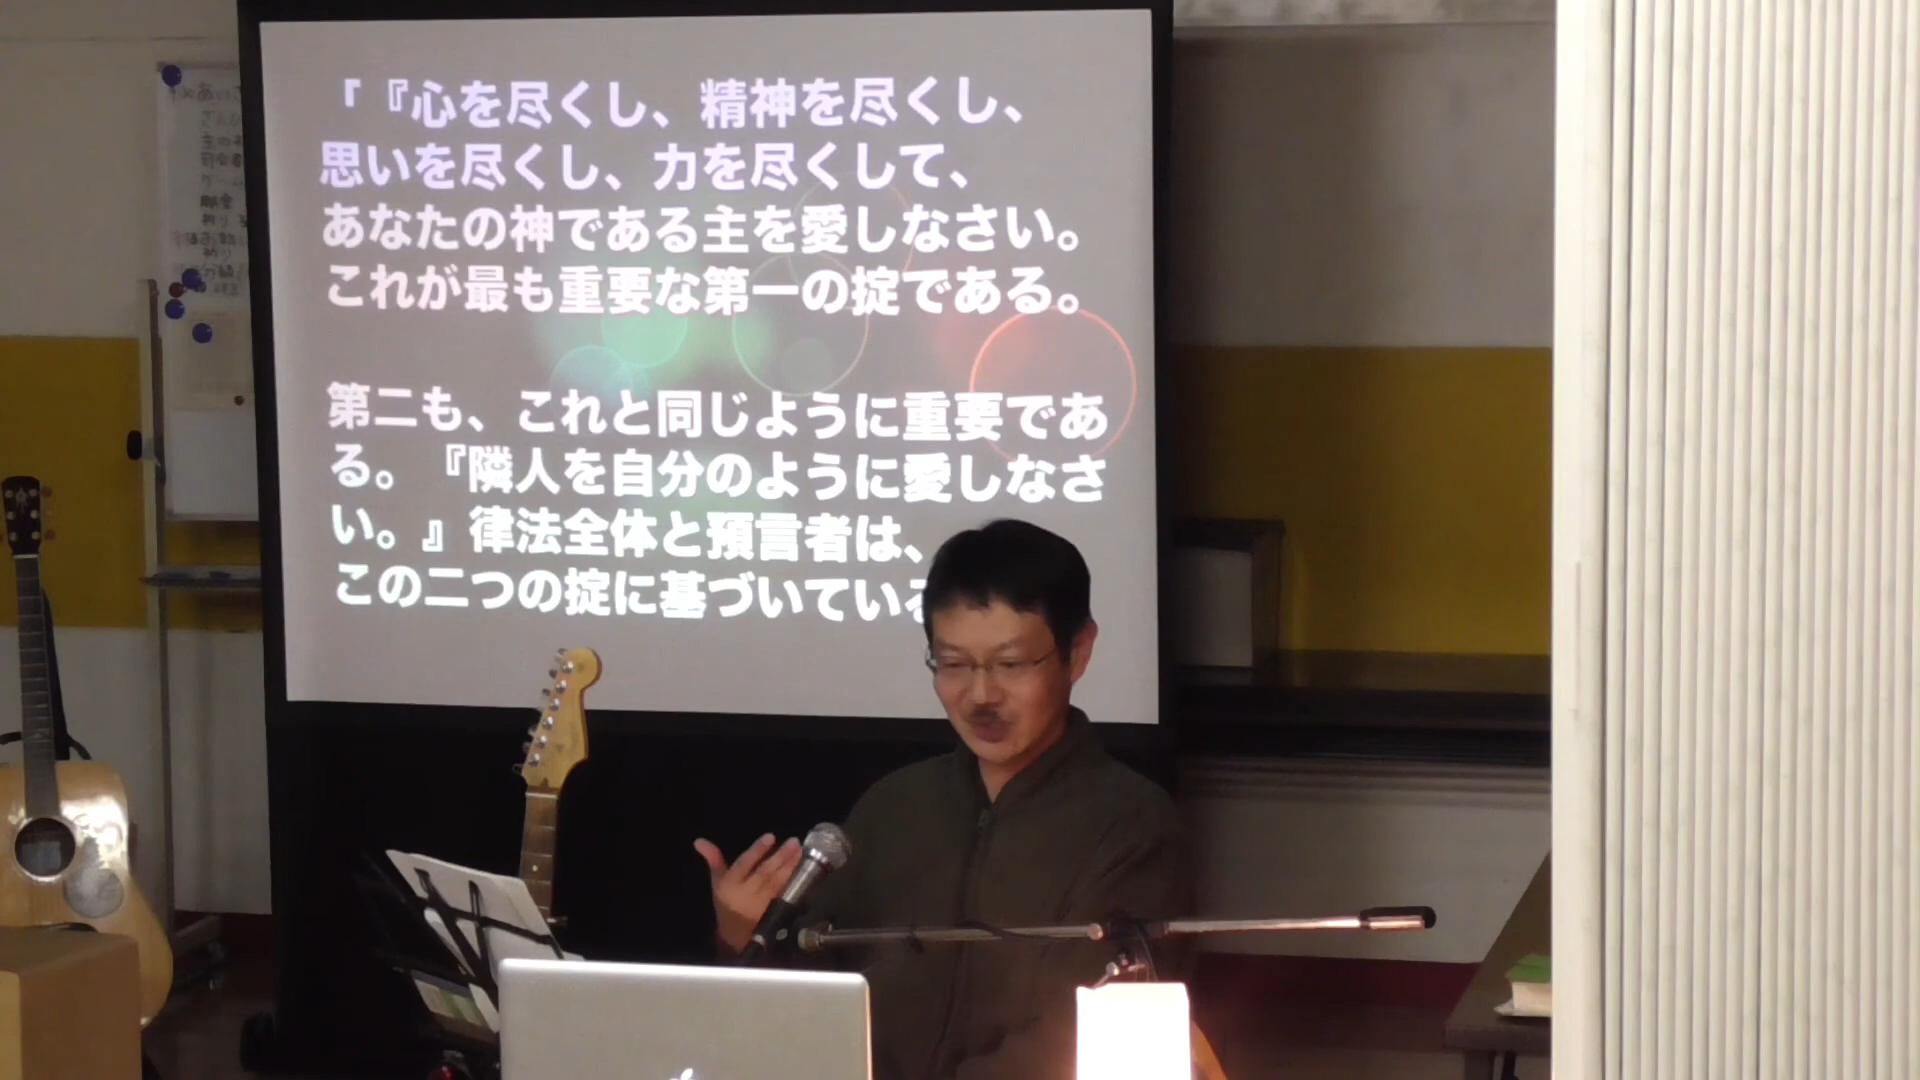 「『心を尽くし、精神を尽くし、
思いを尽くし、力を尽くして、
あなたの神である主を愛しなさい。
これが最も重要な第一の掟である。
第二も、これと同じように重要であ
る。『隣人を自分のように愛しなさ
い。』律法全体と預言者は、
この二つの掟に基づいている